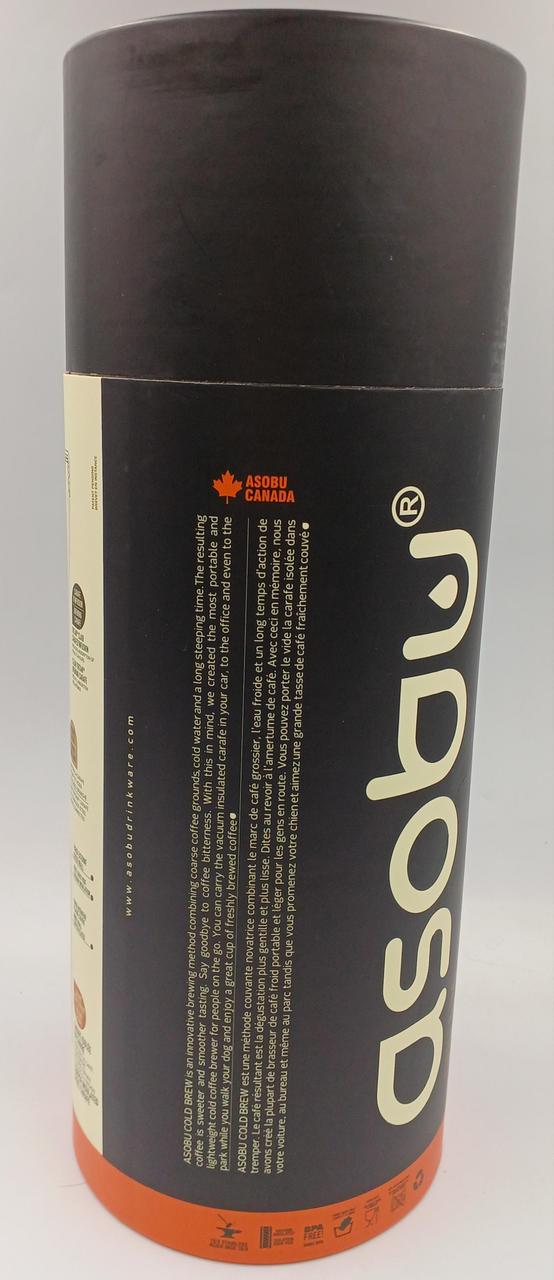 www.asobudrinkware.com
ASOBU COLD BREW is an innovative brewing method combining coarse coffee grounds, cold water and a long steeping time. The resulting
coffee is sweeter and smoother tasting. Say goodbye to coffee bitterness. With this in mind, we created the most portable and
lightweight cold coffee brewer for people on the go. You can carry the vacuum insulated carafe in your car, to the office and even to the
park while you walk your dog and enjoy a great cup of freshly brewed coffee
ASOBU COLD BREW est une méthode couvante novatrice combinant le marc de café grossier, l'eau froide et un long temps d'action de
tremper. Le café résultant est la dégustation plus gentille et plus lisse. Dites au revoir à l'amertume de café. Avec ceci en mémoire, nous
avons créé la plupart de brasseur de café froid portable et léger pour les gens en route. Vous pouvez porter le vide la carafe isolée dans
votre voiture, au bureau et même au parc tandis que vous promenez votre chien et aimez une grande tasse de café fraîchement couvé
ASOBU
CANADA
asobu®
BPA
FREE!